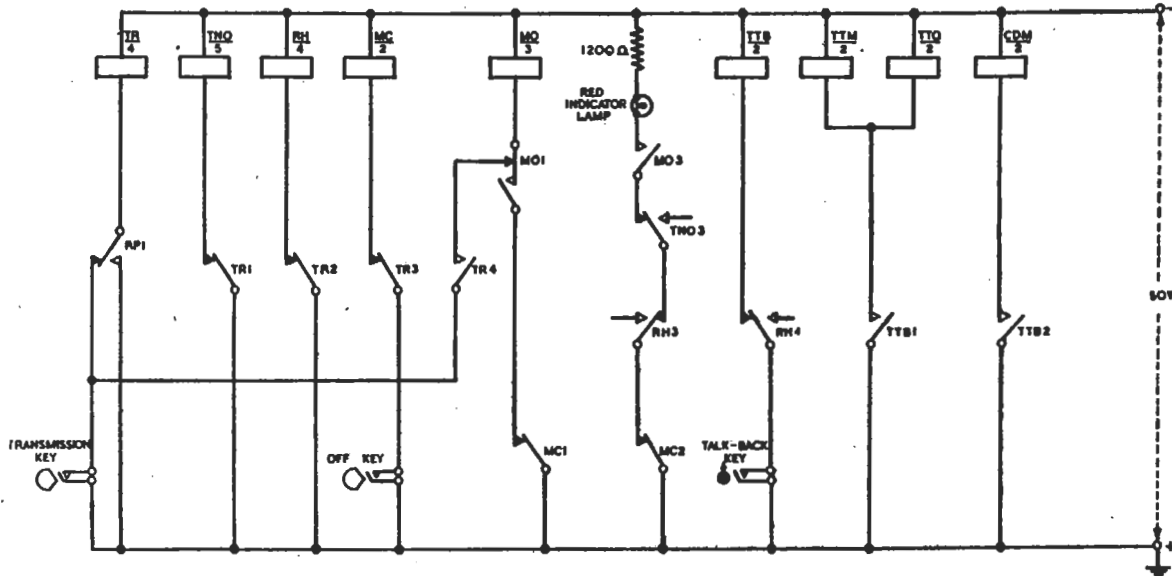 TR
4
TNO
5
RH
4
MC
2
MO
3
1200 Ω
RED
INDICATOR
LAMP
TTB
2
TTM
2
TTO
2
CDM
2
-
MO1
MO3
RP1
TNO3
TR1
TR2
TR3
TR4
RH3
RH4
TTB1
TTB2
50V
TRANSMISSION
KEY
OFF KEY
MC1
MC2
TALK-BACK
KEY
+